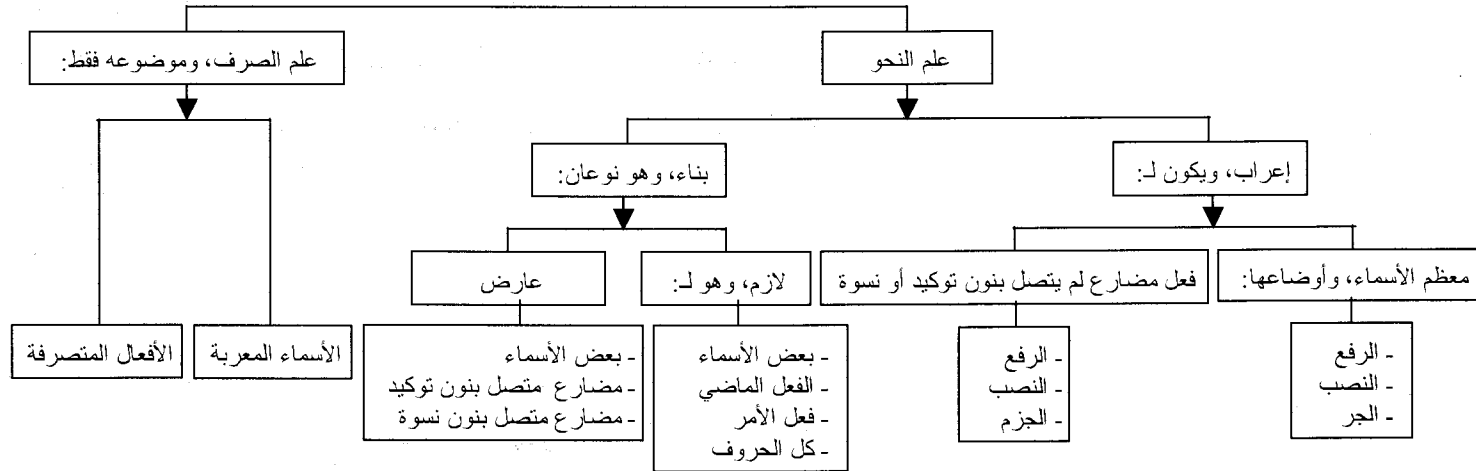 علم النحو
علم الصرف، وموضوعه فقط:
إعراب، ويكون لـ:
بناء، وهو نوعان:
معظم الأسماء، وأوضاعها:
فعل مضارع لم يتصل بنون توكيد أو نسوة
لازم، وهو لـ:
عارض
- الرفع
- النصب
- الجر
- الرفع
- النصب
- الجزم
- بعض الأسماء
- الفعل الماضي
- فعل الأمر
- كل الحروف
- بعض الأسماء
- مضارع متصل بنون توكيد
- مضارع متصل بنون نسوة
الأسماء المعربة
الأفعال المتصرفة